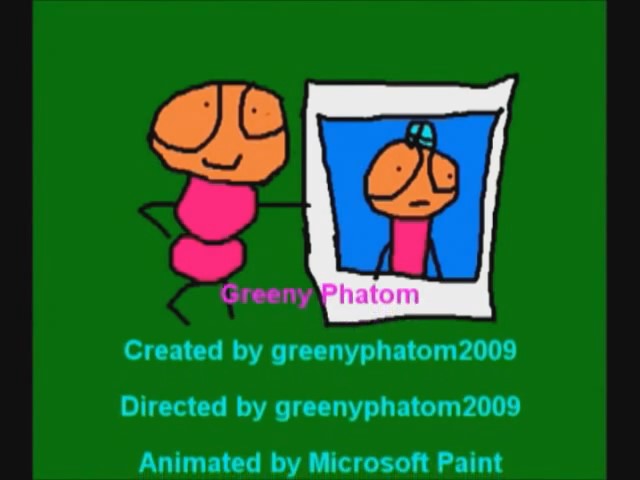 Greeny Phatom
Created by greenyphatom2009
Directed by greenyphatom2009
Animated by Microsoft Paint